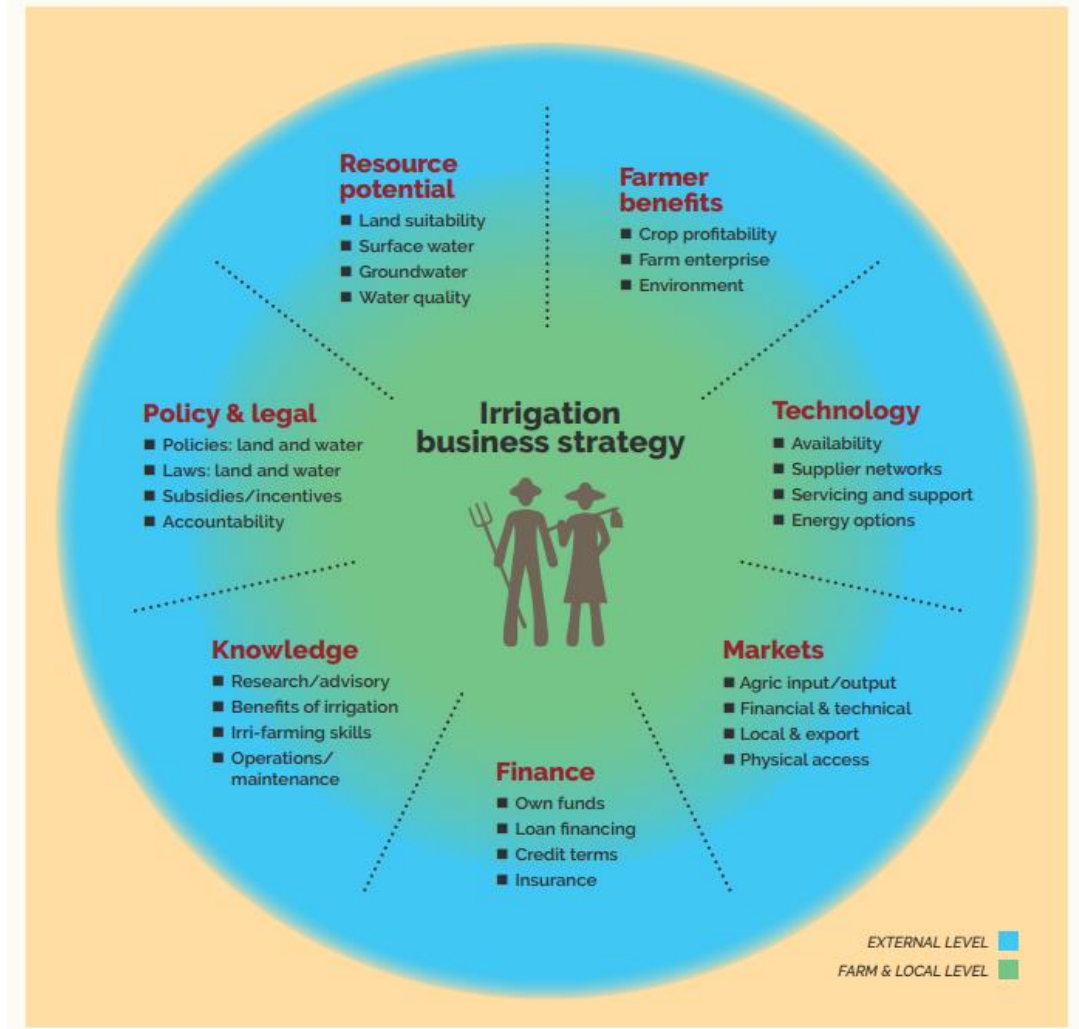 Resource
potential
■ Land suitability
■ Surface water
■ Groundwater
■ Water quality
Farmer
benefits
■ Crop profitability
■ Farm enterprise
■ Environment
Policy & legal
■ Policies: land and water
■ Laws: land and water
■ Subsidies/incentives
■ Accountability
Irrigation
business strategy
Technology
■ Availability
■ Supplier networks
■ Servicing and support
■ Energy options
Knowledge
■ Research/advisory
■ Benefits of irrigation
■ Irri-farming skills
■ Operations/
maintenance
Markets
■ Agric input/output
■ Financial & technical
■ Local & export
■ Physical access
Finance
■ Own funds
■ Loan financing
■ Credit terms
■ Insurance
EXTERNAL LEVEL
FARM & LOCAL LEVEL